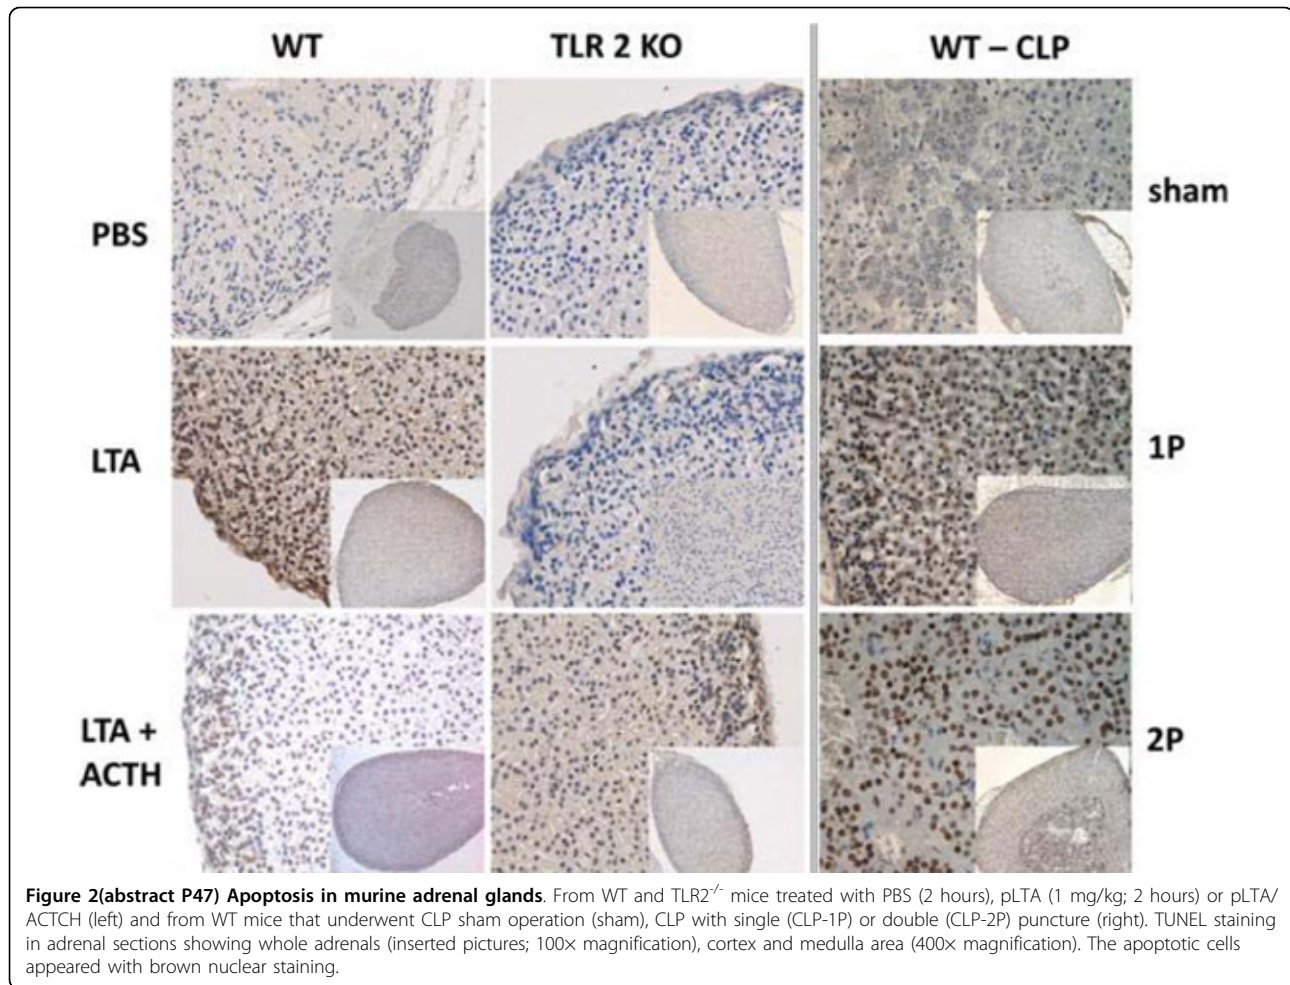 WT
TLR 2 KO
WT – CLP
PBS
sham
LTA
1P
LTA +
ACTH
2P
Figure 2(abstract P47) Apoptosis in murine adrenal glands. From WT and TLR2-/- mice treated with PBS (2 hours), pLTA (1 mg/kg; 2 hours) or pLTA/
ACTCH (left) and from WT mice that underwent CLP sham operation (sham), CLP with single (CLP-1P) or double (CLP-2P) puncture (right). TUNEL staining
in adrenal sections showing whole adrenals (inserted pictures; 100× magnification), cortex and medulla area (400× magnification). The apoptotic cells
appeared with brown nuclear staining.